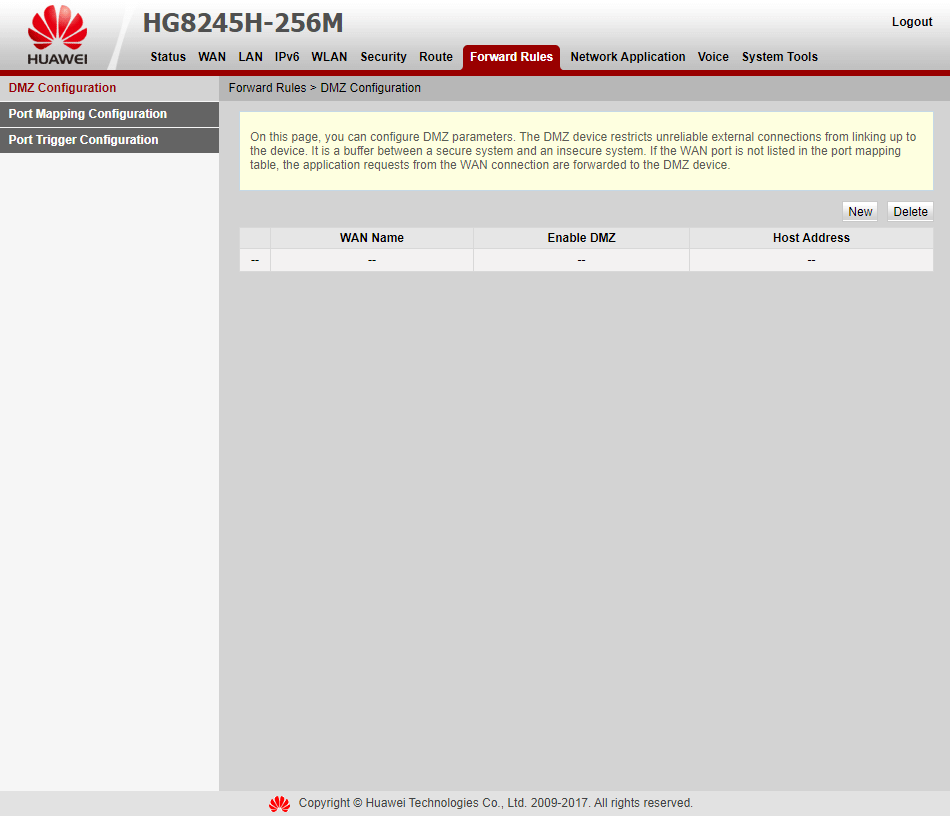 HUAWEI
HG8245H-256M
Logout
Status WAN LAN IPv6 WLAN Security Route Forward Rules Network Application Voice System Tools
DMZ Configuration
Port Mapping Configuration
Port Trigger Configuration
Forward Rules > DMZ Configuration
On this page, you can configure DMZ parameters. The DMZ device restricts unreliable external connections from linking up to
the device. It is a buffer between a secure system and an insecure system. If the WAN port is not listed in the port mapping
table, the application requests from the WAN connection are forwarded to the DMZ device.
New Delete
WAN Name Enable DMZ Host Address
-- -- -- --
Copyright © Huawei Technologies Co., Ltd. 2009-2017. All rights reserved.